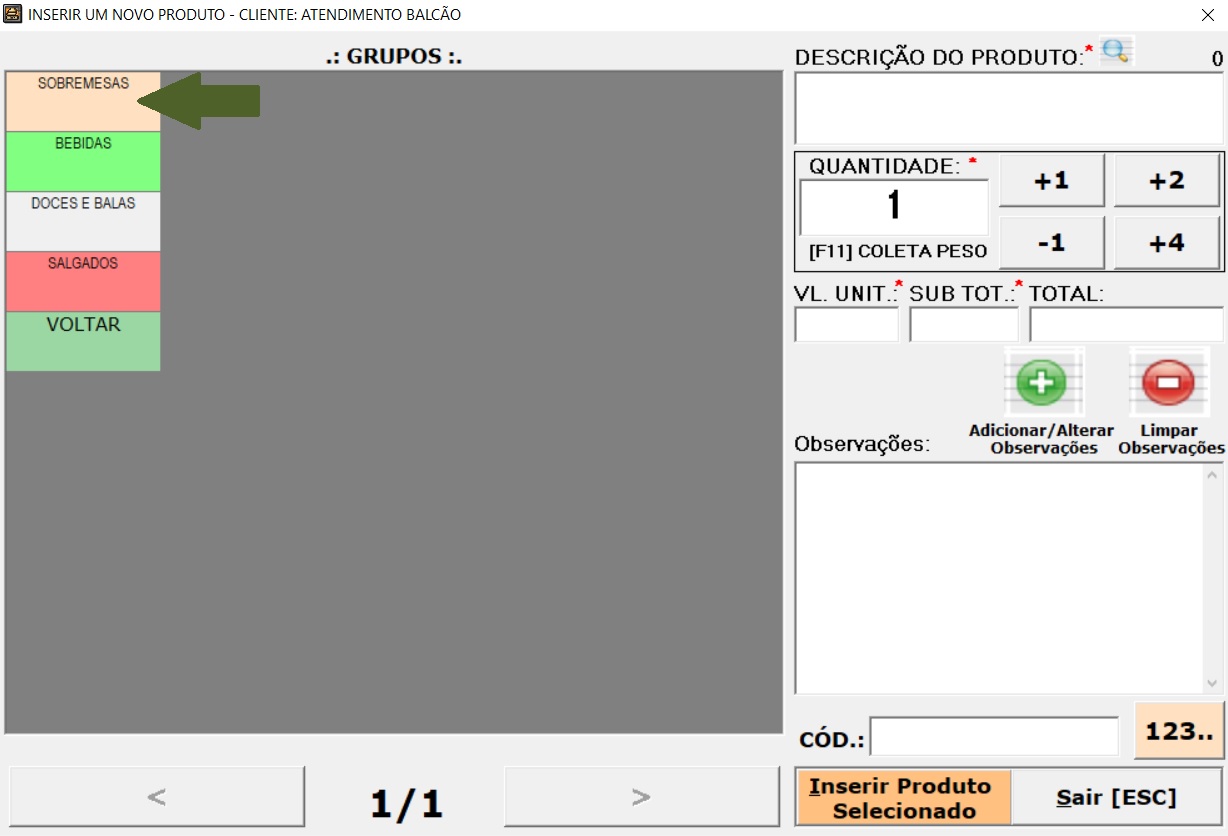 INSERIR UM NOVO PRODUTO - CLIENTE: ATENDIMENTO BALCÃO
.: GRUPOS :.
SOBREMESAS
BEBIDAS
DOCES E BALAS
SALGADOS
VOLTAR
<
1/1
>
DESCRIÇÃO DO PRODUTO:*
0
QUANTIDADE: *
1
[F11] COLETA PESO
+1
+2
-1
+4
VL. UNIT.:* SUB TOT.:* TOTAL:
Adicionar/Alterar
Observações
Limpar
Observações
Observações:
CÓD.:
123..
Inserir Produto
Selecionado
Sair [ESC]